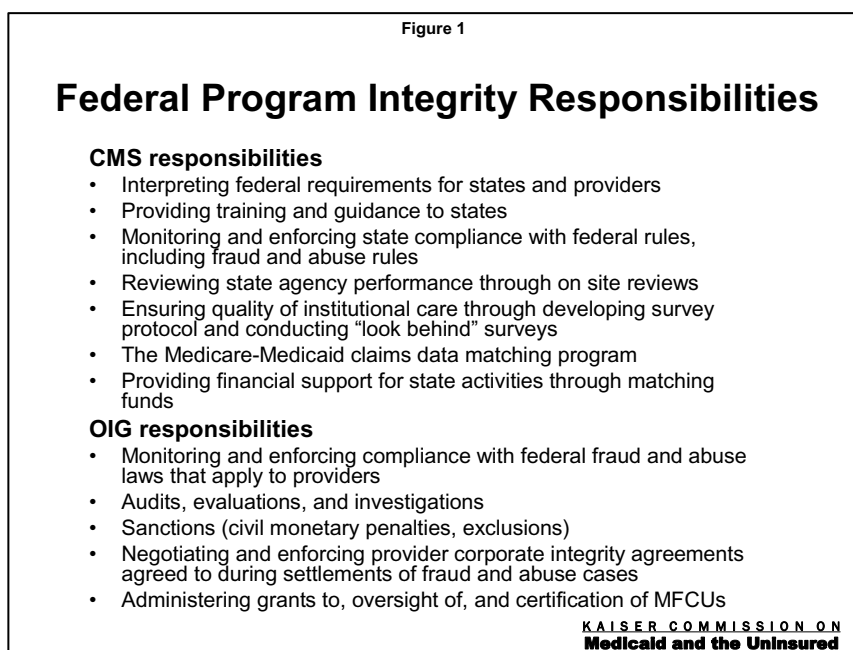 Figure 1
Federal Program Integrity Responsibilities
CMS responsibilities
• Interpreting federal requirements for states and providers
• Providing training and guidance to states
• Monitoring and enforcing state compliance with federal rules,
including fraud and abuse rules
• Reviewing state agency performance through on site reviews
• Ensuring quality of institutional care through developing survey
protocol and conducting “look behind” surveys
• The Medicare-Medicaid claims data matching program
• Providing financial support for state activities through matching
funds
OIG responsibilities
• Monitoring and enforcing compliance with federal fraud and abuse
laws that apply to providers
• Audits, evaluations, and investigations
• Sanctions (civil monetary penalties, exclusions)
• Negotiating and enforcing provider corporate integrity agreements
agreed to during settlements of fraud and abuse cases
• Administering grants to, oversight of, and certification of MFCUs
KAISER COMMISSION ON
Medicaid and the Uninsured